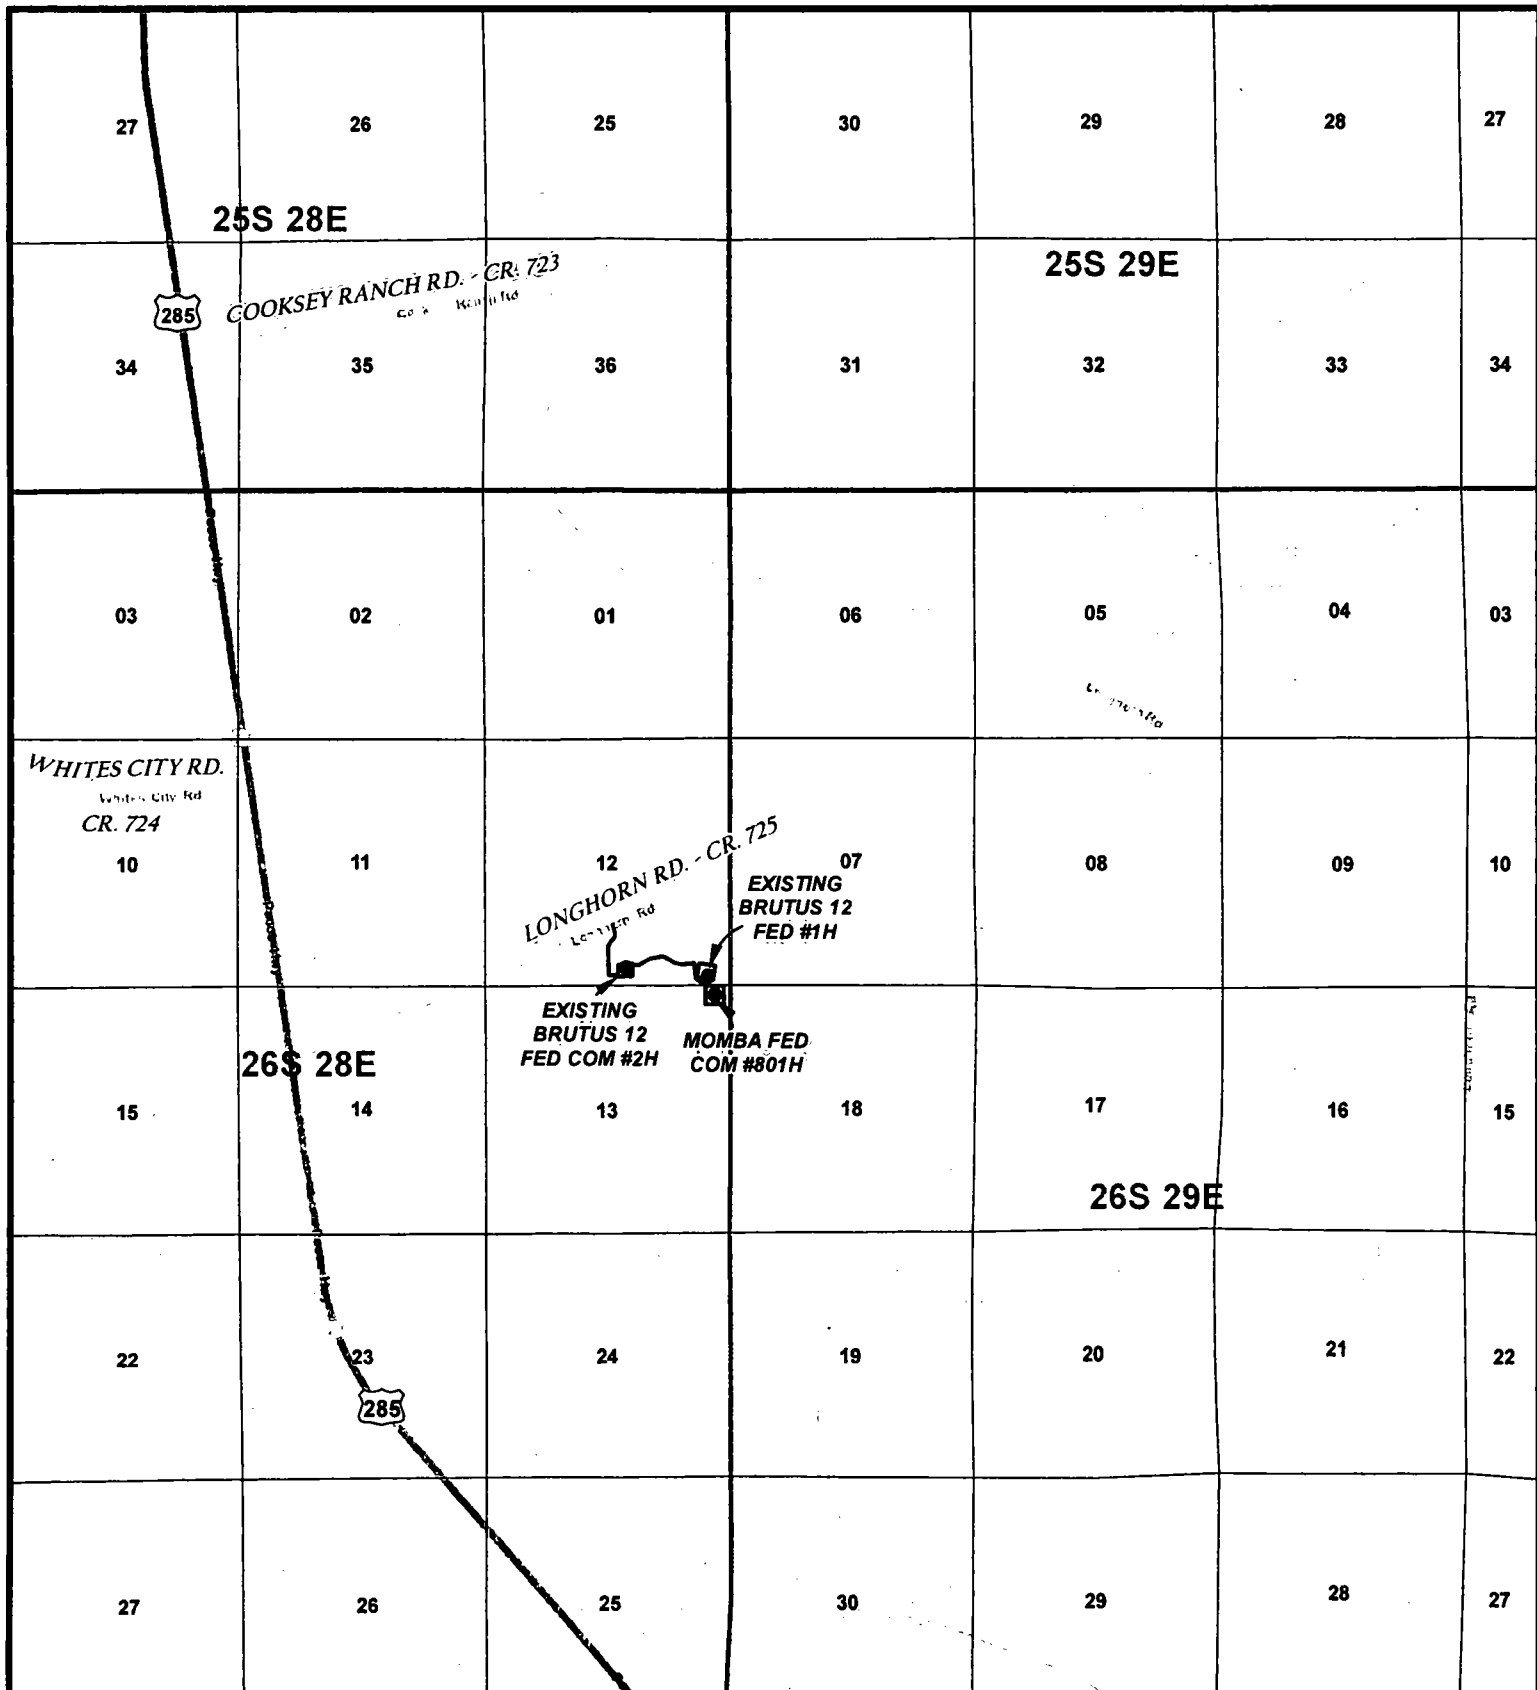 27 26 25 30 29 28 27
25S 28E
25S 29E
COOKSEY RANCH RD. - CR. 723
285
34 35 36 31 32 33 34
03 02 01 06 05 04 03
WHITES CITY RD.
Whites City Rd
CR. 724
10 11 12 07 08 09 10
LONGHORN RD. - CR. 725
EXISTING
BRUTUS 12
FED #1H
EXISTING
BRUTUS 12
FED COM #2H
MOMBA FED
COM #801H
26S 28E
15 14 13 18 17 16 15
26S 29E
22 23 24 19 20 21 22
285
27 26 25 30 29 28 27